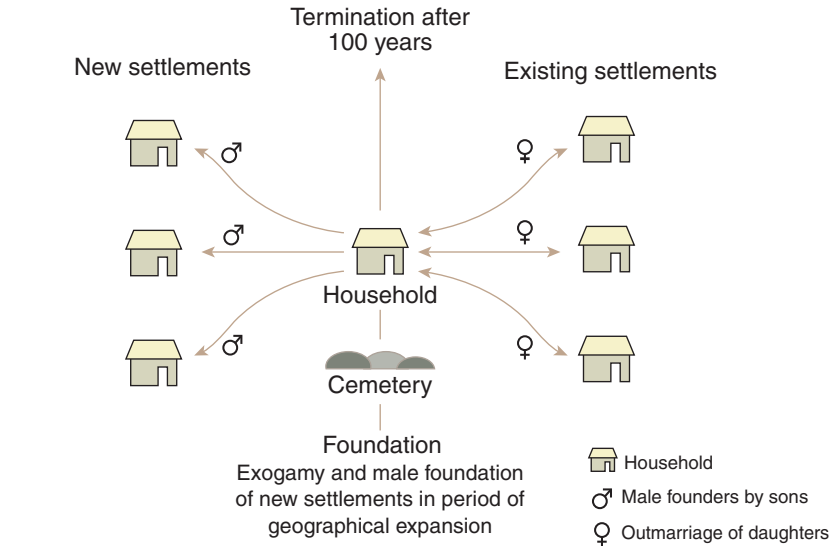 Termination after
100 years
New settlements
Existing settlements
♂
♀
♂
♀
Household
♂
♀
Cemetery
Foundation
Exogamy and male foundation
of new settlements in period of
geographical expansion
Household
♂ Male founders by sons
♀ Outmarriage of daughters